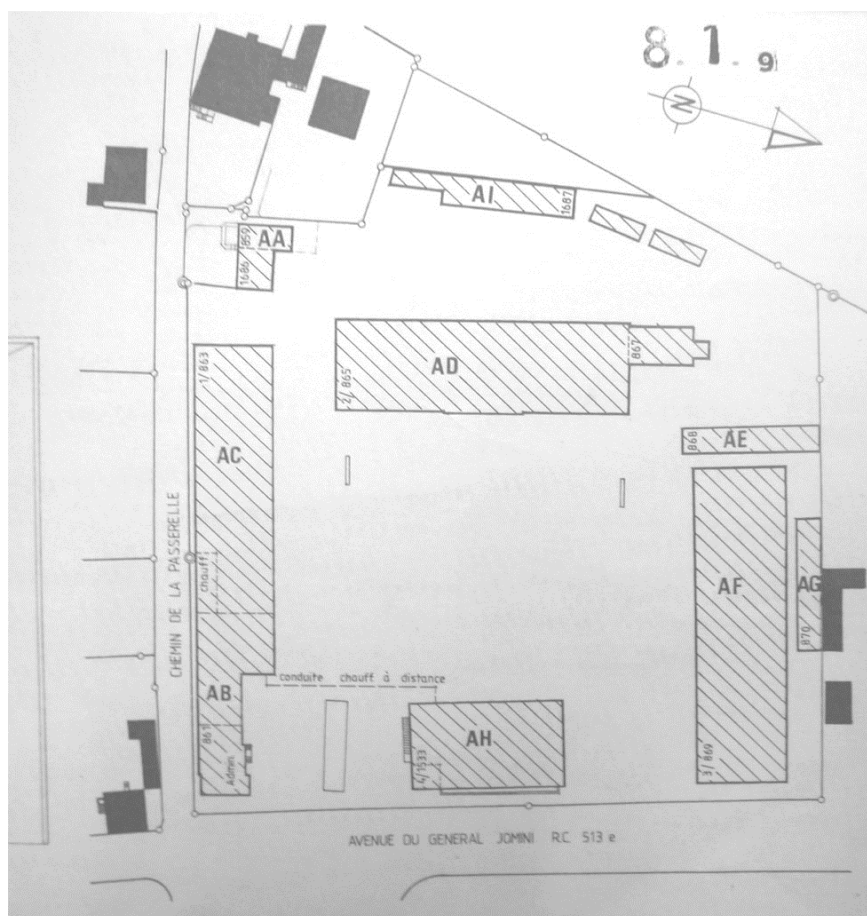 8. 1. 9
N
AI
1687
AA
859
1686
AD
2/865
867
1/863
AC
AE
868
CHEMIN DE LA PASSERELLE
chauff
AF
AG
870
conduite chauff à distance
AB
861
Admin.
AH
4/1533
3/869
AVENUE DU GENERAL JOMINI RC 513 e